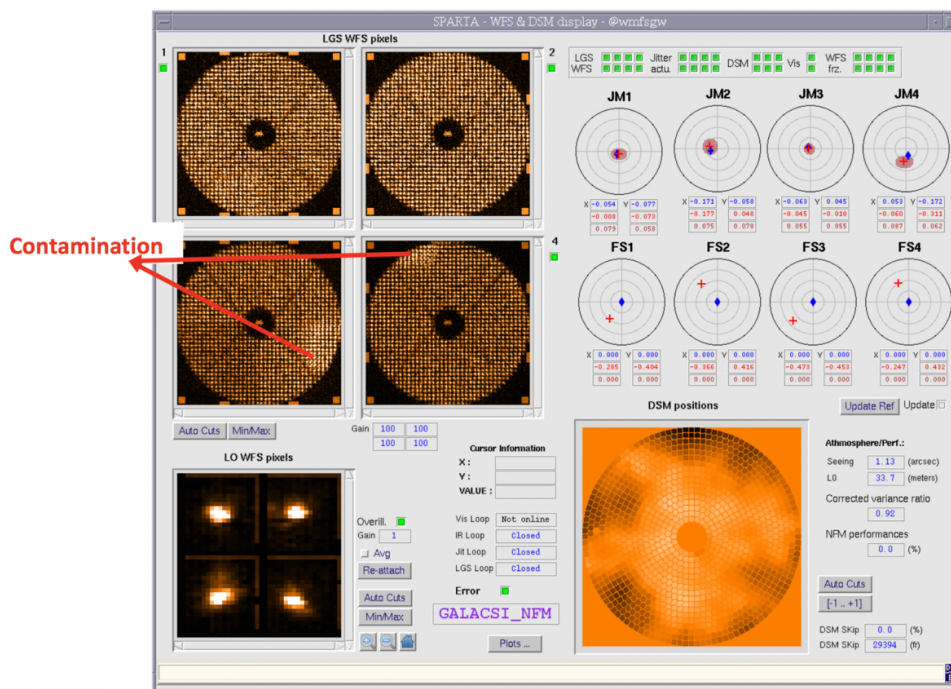 SPARTA - WFS & DSM display - @wmfsgw
LGS WFS pixels
1
2
4
Contamination
LGS WFS
Jitter actu.
DSM
Vis
WFS frz.
JM1 JM2 JM3 JM4
X -0.054 Y -0.077
-0.008 -0.073
0.079 0.058
X -0.171 Y -0.058
-0.177 0.048
0.075 0.078
X -0.063 Y 0.045
-0.045 -0.018
0.055 0.055
X 0.053 Y -0.172
-0.060 -0.311
0.087 0.062
FS1 FS2 FS3 FS4
X 0.000 Y 0.000
-0.285 -0.404
0.000 0.000
X 0.000 Y 0.000
-0.366 0.416
0.000 0.000
X 0.000 Y 0.000
-0.473 -0.453
0.000 0.000
X 0.000 Y 0.000
-0.247 0.432
0.000 0.000
Auto Cuts Min/Max
Gain 100 100
100 100
LO WFS pixels
Cursor Information
X :
Y :
VALUE :
Overill.
Gain 1
Avg
Re-attach
Auto Cuts
Min/Max
Vis Loop Not online
IR Loop Closed
Jit Loop Closed
LGS Loop Closed
Error
GALACSI_NFM
Plots ...
DSM positions
Update Ref Update
Athmosphere/Perf.:
Seeing 1.13 (arcsec)
L0 33.7 (meters)
Corrected variance ratio
0.92
NFM performances
0.0 (%)
Auto Cuts
[-1 .. +1]
DSM SKip 0.0 (%)
DSM SKip 29394 (fr)